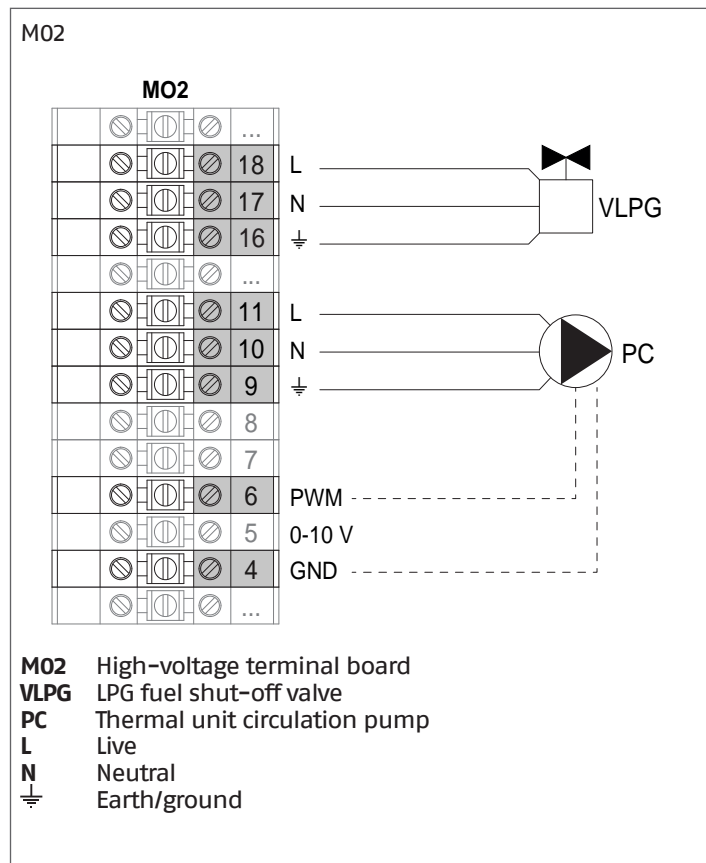 M02
MO2
...
18 L
17 N VLPG
16 ⏚
...
11 L
10 N PC
9 ⏚
8
7
6 PWM
5 0-10 V
4 GND
...
M02 High-voltage terminal board
VLPG LPG fuel shut-off valve
PC Thermal unit circulation pump
L Live
N Neutral
⏚ Earth/ground